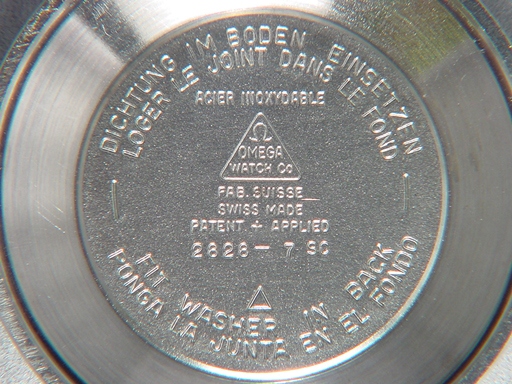 DICHTUNG IM BODEN EINSETZEN
LOGER LE JOINT DANS LE FOND
ACIER INOXYDABLE
Ω
OMEGA
WATCH Co
FAB. SUISSE
SWISS MADE
PATENT + APPLIED
2828 - 7 SC
FIT WASHER IN BACK
PONGA LA JUNTA EN EL FONDO